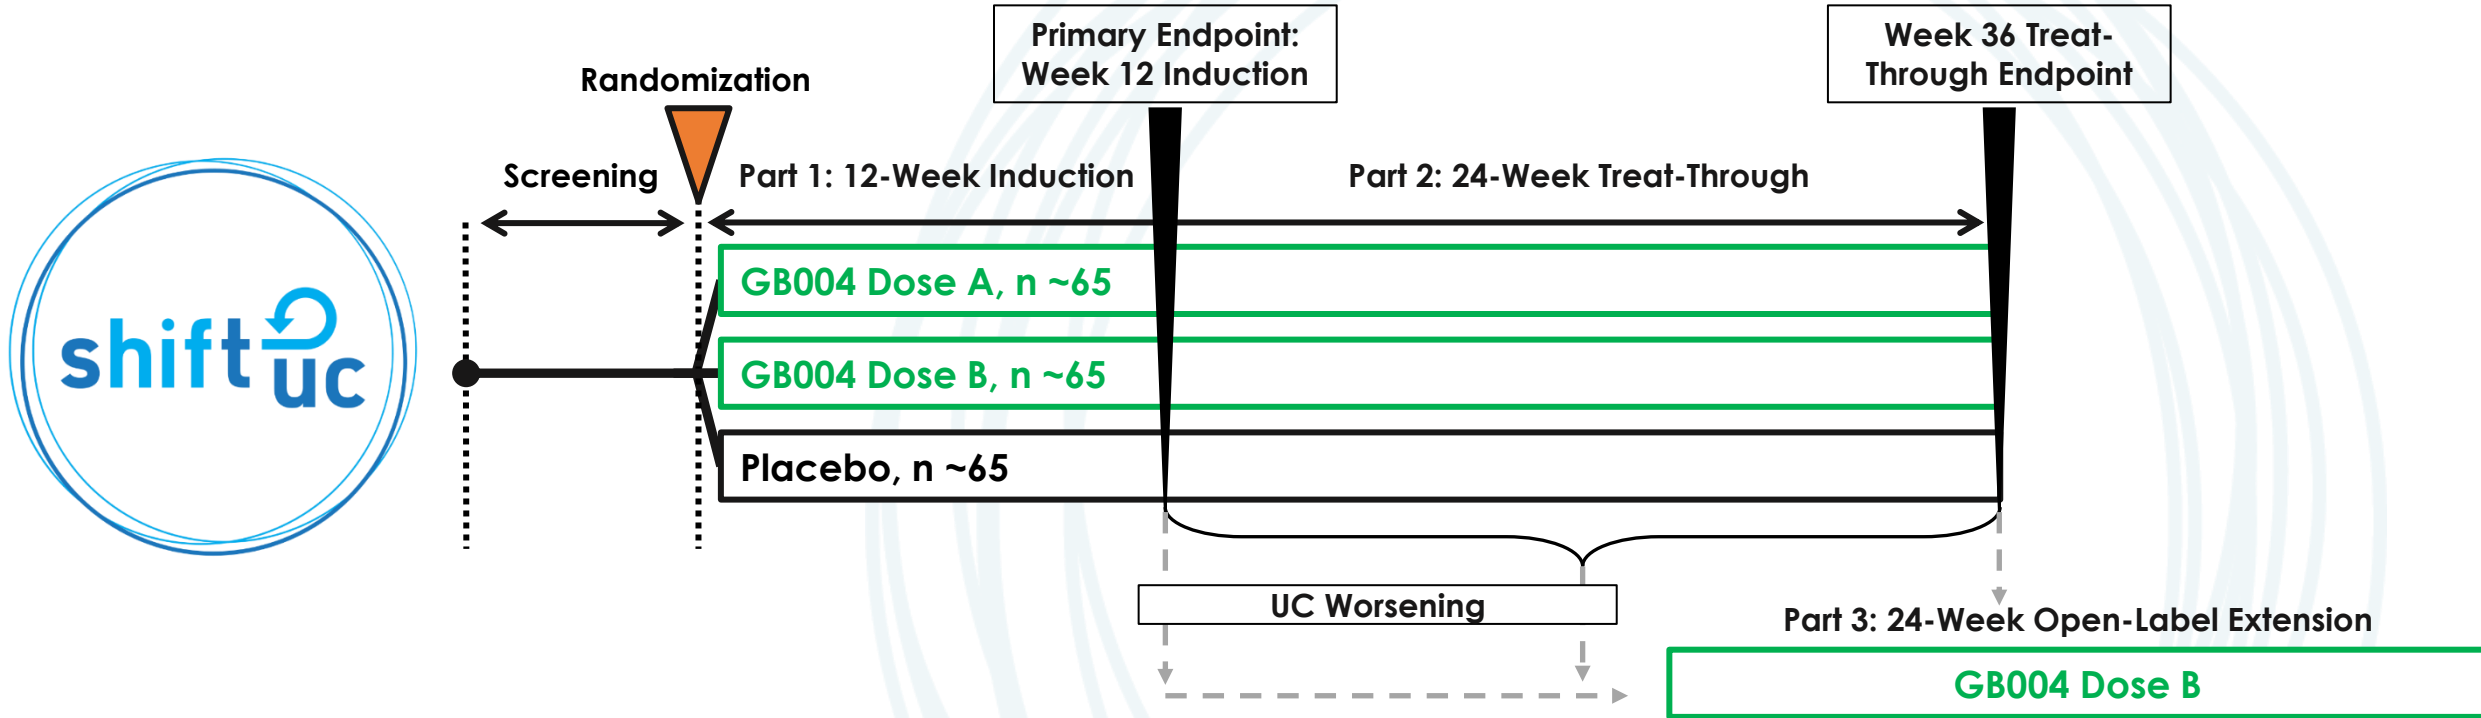 Primary Endpoint:
Week 12 Induction
Week 36 Treat-
Through Endpoint
Randomization
Screening
Part 1: 12-Week Induction
Part 2: 24-Week Treat-Through
shift
uc
GB004 Dose A, n ~65
GB004 Dose B, n ~65
Placebo, n ~65
UC Worsening
Part 3: 24-Week Open-Label Extension
GB004 Dose B